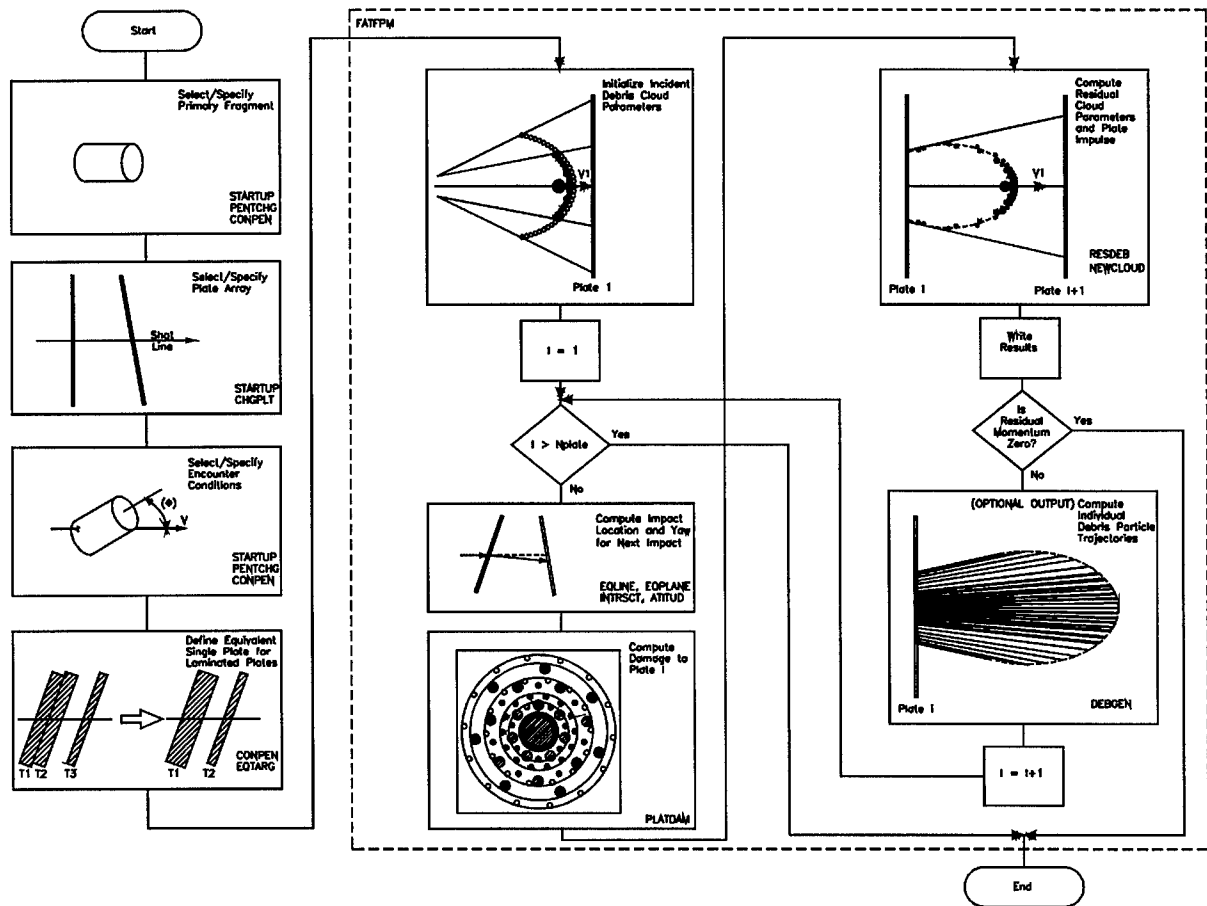 Start
Select/Specify
Primary Fragment
STARTUP
PENTCHG
CONPEN
Select/Specify
Plate Array
Shot
Line
STARTUP
CHGPLT
Select/Specify
Encounter
Conditions
(Φ)
V
STARTUP
PENTCHG
CONPEN
Define Equivalent
Single Plate for
Laminated Plates
T1 T2 T3 T1 T2
CONPEN
EQTARG
FATFPM
Initialize Incident
Debris Cloud
Parameters
V1
Plate 1
I = 1
I > Nplate
Yes
No
Compute Impact
Location and Yaw
for Next Impact
EQLINE, EQPLANE
INTRSCT, ATITUD
Compute
Damage to
Plate I
PLATDAM
Compute
Residual
Cloud
Parameters
and Plate
Impulse
V1
RESDEB
NEWCLOUD
Plate I Plate I+1
Write
Results
Is
Residual
Momentum
Zero?
Yes
No
(OPTIONAL OUTPUT) Compute
Individual
Debris Particle
Trajectories
Plate I
DEBGEN
I = I+1
End